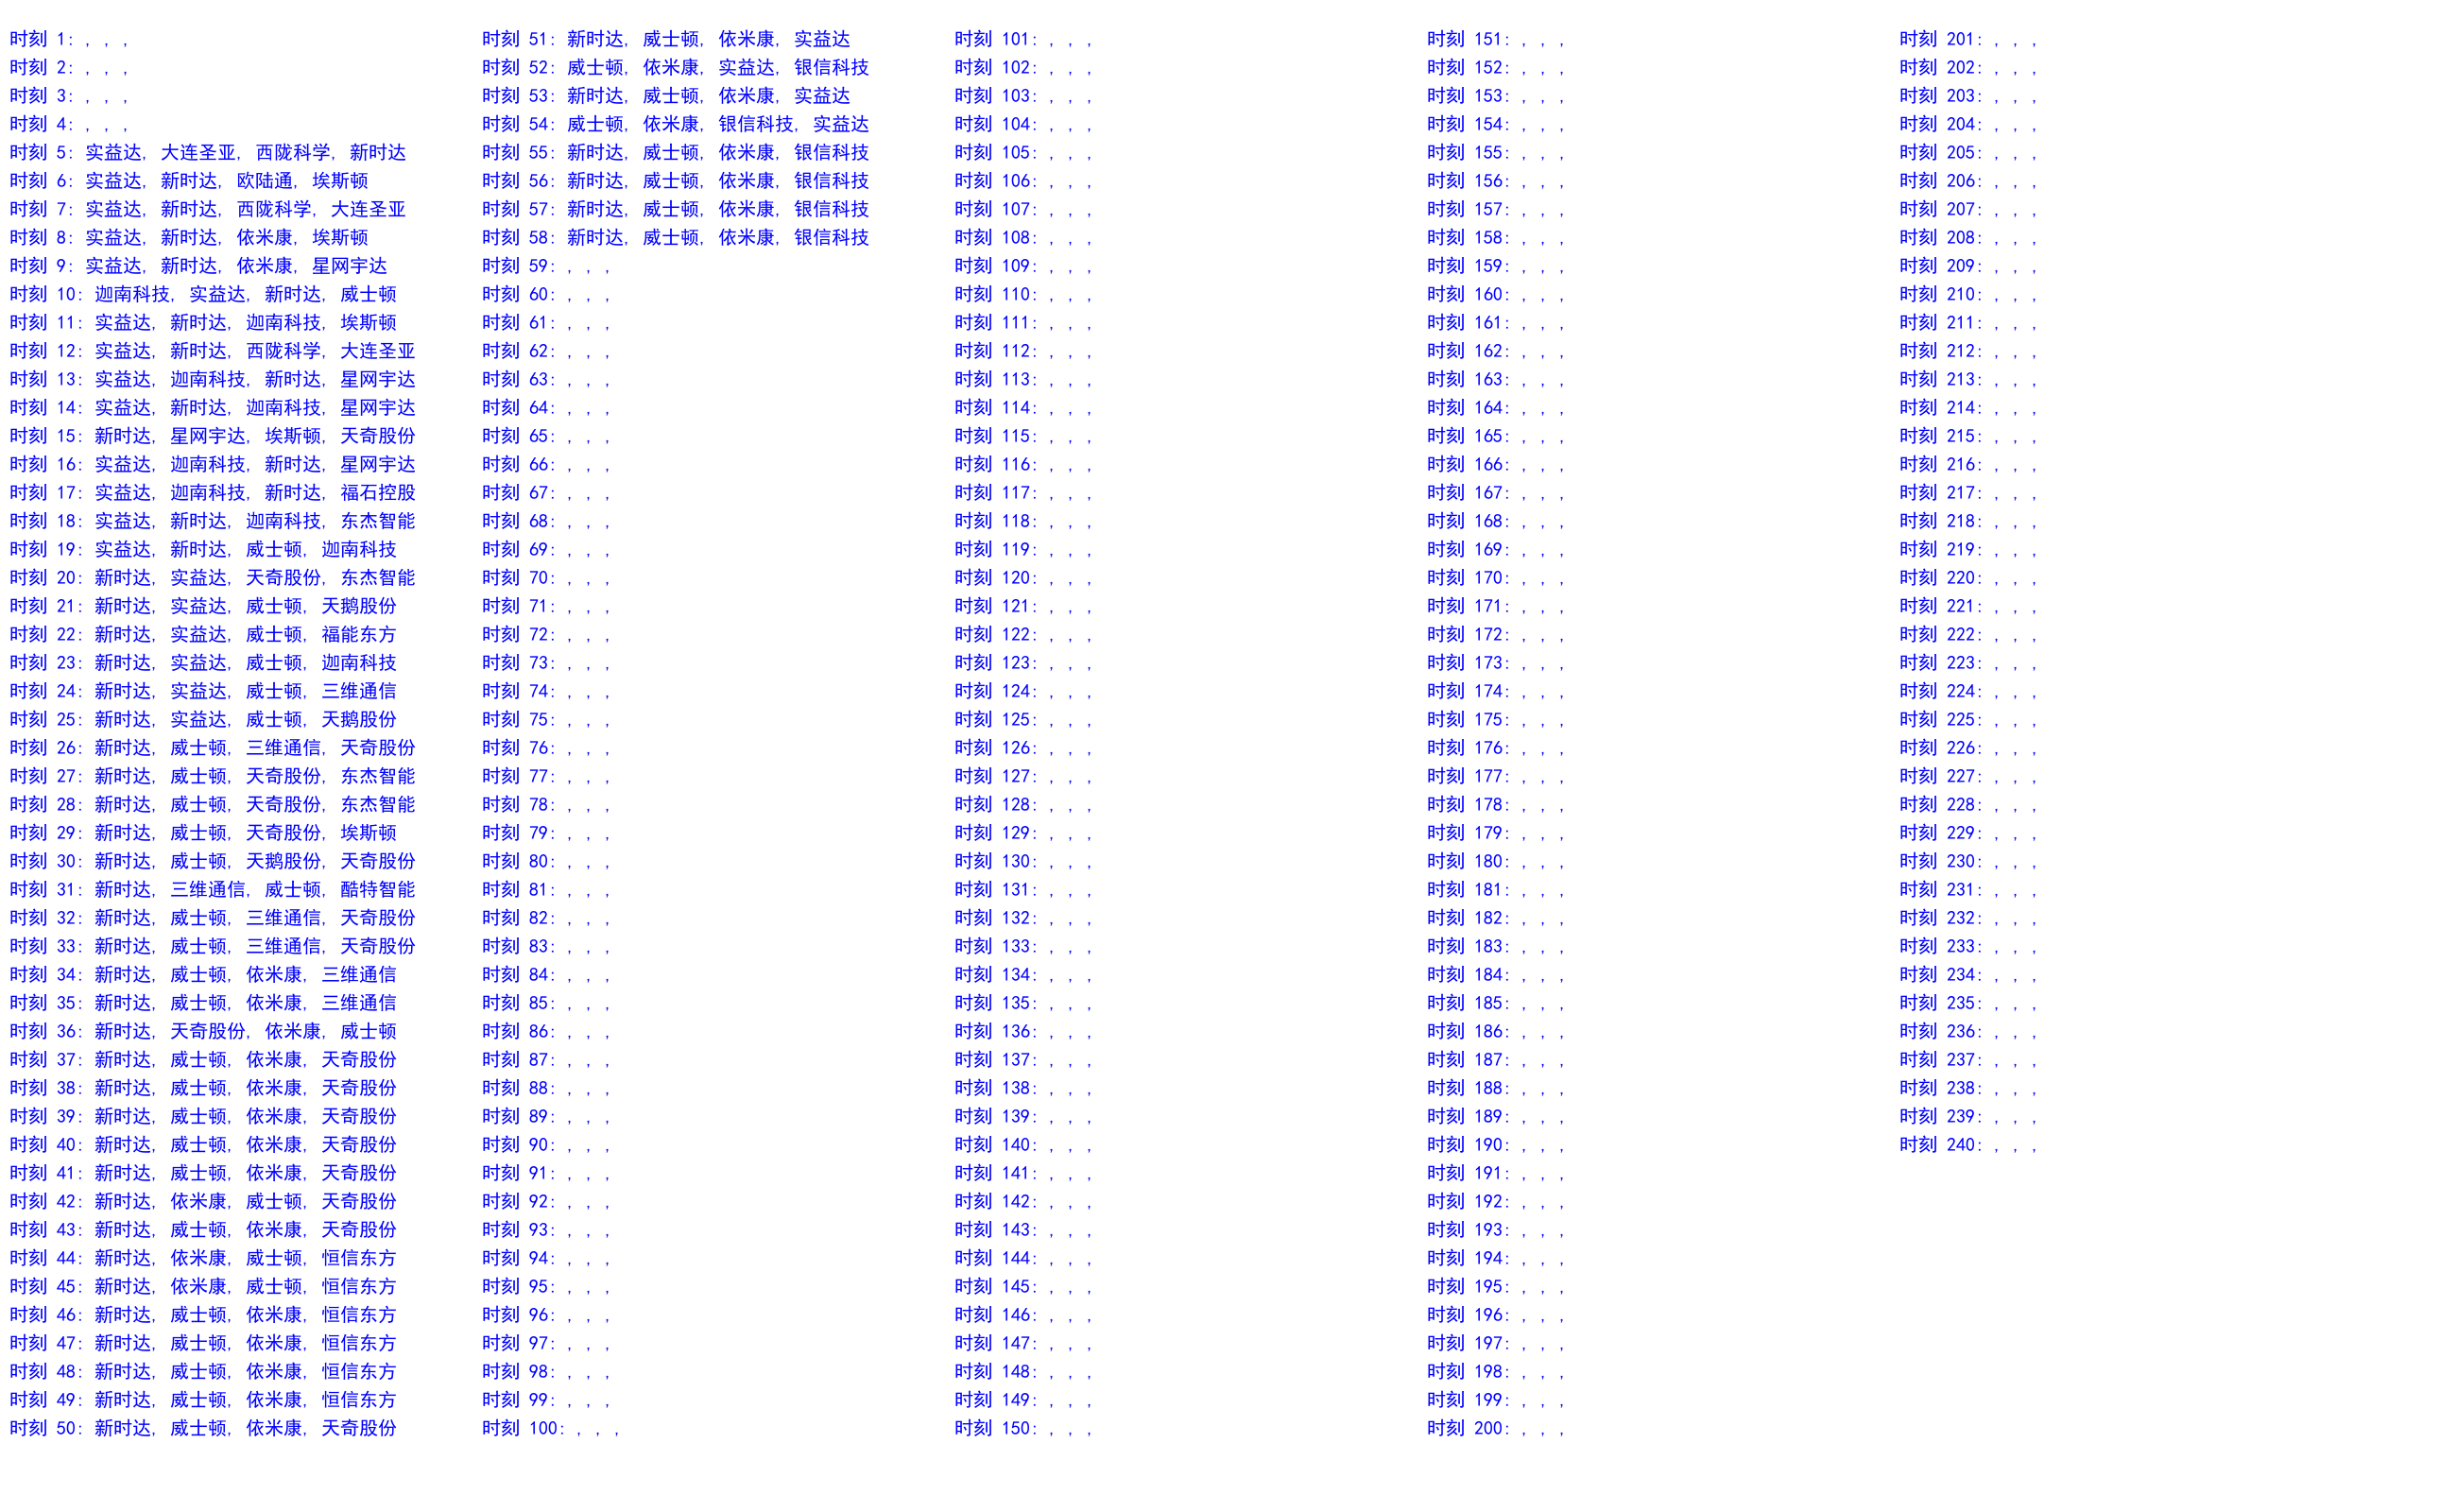 时刻 1: , , ,
时刻 2: , , ,
时刻 3: , , ,
时刻 4: , , ,
时刻 5: 实益达, 大连圣亚, 西陇科学, 新时达
时刻 6: 实益达, 新时达, 欧陆通, 埃斯顿
时刻 7: 实益达, 新时达, 西陇科学, 大连圣亚
时刻 8: 实益达, 新时达, 依米康, 埃斯顿
时刻 9: 实益达, 新时达, 依米康, 星网宇达
时刻 10: 迦南科技, 实益达, 新时达, 威士顿
时刻 11: 实益达, 新时达, 迦南科技, 埃斯顿
时刻 12: 实益达, 新时达, 西陇科学, 大连圣亚
时刻 13: 实益达, 迦南科技, 新时达, 星网宇达
时刻 14: 实益达, 新时达, 迦南科技, 星网宇达
时刻 15: 新时达, 星网宇达, 埃斯顿, 天奇股份
时刻 16: 实益达, 迦南科技, 新时达, 星网宇达
时刻 17: 实益达, 迦南科技, 新时达, 福石控股
时刻 18: 实益达, 新时达, 迦南科技, 东杰智能
时刻 19: 实益达, 新时达, 威士顿, 迦南科技
时刻 20: 新时达, 实益达, 天奇股份, 东杰智能
时刻 21: 新时达, 实益达, 威士顿, 天鹅股份
时刻 22: 新时达, 实益达, 威士顿, 福能东方
时刻 23: 新时达, 实益达, 威士顿, 迦南科技
时刻 24: 新时达, 实益达, 威士顿, 三维通信
时刻 25: 新时达, 实益达, 威士顿, 天鹅股份
时刻 26: 新时达, 威士顿, 三维通信, 天奇股份
时刻 27: 新时达, 威士顿, 天奇股份, 东杰智能
时刻 28: 新时达, 威士顿, 天奇股份, 东杰智能
时刻 29: 新时达, 威士顿, 天奇股份, 埃斯顿
时刻 30: 新时达, 威士顿, 天鹅股份, 天奇股份
时刻 31: 新时达, 三维通信, 威士顿, 酷特智能
时刻 32: 新时达, 威士顿, 三维通信, 天奇股份
时刻 33: 新时达, 威士顿, 三维通信, 天奇股份
时刻 34: 新时达, 威士顿, 依米康, 三维通信
时刻 35: 新时达, 威士顿, 依米康, 三维通信
时刻 36: 新时达, 天奇股份, 依米康, 威士顿
时刻 37: 新时达, 威士顿, 依米康, 天奇股份
时刻 38: 新时达, 威士顿, 依米康, 天奇股份
时刻 39: 新时达, 威士顿, 依米康, 天奇股份
时刻 40: 新时达, 威士顿, 依米康, 天奇股份
时刻 41: 新时达, 威士顿, 依米康, 天奇股份
时刻 42: 新时达, 依米康, 威士顿, 天奇股份
时刻 43: 新时达, 威士顿, 依米康, 天奇股份
时刻 44: 新时达, 依米康, 威士顿, 恒信东方
时刻 45: 新时达, 依米康, 威士顿, 恒信东方
时刻 46: 新时达, 威士顿, 依米康, 恒信东方
时刻 47: 新时达, 威士顿, 依米康, 恒信东方
时刻 48: 新时达, 威士顿, 依米康, 恒信东方
时刻 49: 新时达, 威士顿, 依米康, 恒信东方
时刻 50: 新时达, 威士顿, 依米康, 天奇股份
时刻 51: 新时达, 威士顿, 依米康, 实益达
时刻 52: 威士顿, 依米康, 实益达, 银信科技
时刻 53: 新时达, 威士顿, 依米康, 实益达
时刻 54: 威士顿, 依米康, 银信科技, 实益达
时刻 55: 新时达, 威士顿, 依米康, 银信科技
时刻 56: 新时达, 威士顿, 依米康, 银信科技
时刻 57: 新时达, 威士顿, 依米康, 银信科技
时刻 58: 新时达, 威士顿, 依米康, 银信科技
时刻 59: , , ,
时刻 60: , , ,
时刻 61: , , ,
时刻 62: , , ,
时刻 63: , , ,
时刻 64: , , ,
时刻 65: , , ,
时刻 66: , , ,
时刻 67: , , ,
时刻 68: , , ,
时刻 69: , , ,
时刻 70: , , ,
时刻 71: , , ,
时刻 72: , , ,
时刻 73: , , ,
时刻 74: , , ,
时刻 75: , , ,
时刻 76: , , ,
时刻 77: , , ,
时刻 78: , , ,
时刻 79: , , ,
时刻 80: , , ,
时刻 81: , , ,
时刻 82: , , ,
时刻 83: , , ,
时刻 84: , , ,
时刻 85: , , ,
时刻 86: , , ,
时刻 87: , , ,
时刻 88: , , ,
时刻 89: , , ,
时刻 90: , , ,
时刻 91: , , ,
时刻 92: , , ,
时刻 93: , , ,
时刻 94: , , ,
时刻 95: , , ,
时刻 96: , , ,
时刻 97: , , ,
时刻 98: , , ,
时刻 99: , , ,
时刻 100: , , ,
时刻 101: , , ,
时刻 102: , , ,
时刻 103: , , ,
时刻 104: , , ,
时刻 105: , , ,
时刻 106: , , ,
时刻 107: , , ,
时刻 108: , , ,
时刻 109: , , ,
时刻 110: , , ,
时刻 111: , , ,
时刻 112: , , ,
时刻 113: , , ,
时刻 114: , , ,
时刻 115: , , ,
时刻 116: , , ,
时刻 117: , , ,
时刻 118: , , ,
时刻 119: , , ,
时刻 120: , , ,
时刻 121: , , ,
时刻 122: , , ,
时刻 123: , , ,
时刻 124: , , ,
时刻 125: , , ,
时刻 126: , , ,
时刻 127: , , ,
时刻 128: , , ,
时刻 129: , , ,
时刻 130: , , ,
时刻 131: , , ,
时刻 132: , , ,
时刻 133: , , ,
时刻 134: , , ,
时刻 135: , , ,
时刻 136: , , ,
时刻 137: , , ,
时刻 138: , , ,
时刻 139: , , ,
时刻 140: , , ,
时刻 141: , , ,
时刻 142: , , ,
时刻 143: , , ,
时刻 144: , , ,
时刻 145: , , ,
时刻 146: , , ,
时刻 147: , , ,
时刻 148: , , ,
时刻 149: , , ,
时刻 150: , , ,
时刻 151: , , ,
时刻 152: , , ,
时刻 153: , , ,
时刻 154: , , ,
时刻 155: , , ,
时刻 156: , , ,
时刻 157: , , ,
时刻 158: , , ,
时刻 159: , , ,
时刻 160: , , ,
时刻 161: , , ,
时刻 162: , , ,
时刻 163: , , ,
时刻 164: , , ,
时刻 165: , , ,
时刻 166: , , ,
时刻 167: , , ,
时刻 168: , , ,
时刻 169: , , ,
时刻 170: , , ,
时刻 171: , , ,
时刻 172: , , ,
时刻 173: , , ,
时刻 174: , , ,
时刻 175: , , ,
时刻 176: , , ,
时刻 177: , , ,
时刻 178: , , ,
时刻 179: , , ,
时刻 180: , , ,
时刻 181: , , ,
时刻 182: , , ,
时刻 183: , , ,
时刻 184: , , ,
时刻 185: , , ,
时刻 186: , , ,
时刻 187: , , ,
时刻 188: , , ,
时刻 189: , , ,
时刻 190: , , ,
时刻 191: , , ,
时刻 192: , , ,
时刻 193: , , ,
时刻 194: , , ,
时刻 195: , , ,
时刻 196: , , ,
时刻 197: , , ,
时刻 198: , , ,
时刻 199: , , ,
时刻 200: , , ,
时刻 201: , , ,
时刻 202: , , ,
时刻 203: , , ,
时刻 204: , , ,
时刻 205: , , ,
时刻 206: , , ,
时刻 207: , , ,
时刻 208: , , ,
时刻 209: , , ,
时刻 210: , , ,
时刻 211: , , ,
时刻 212: , , ,
时刻 213: , , ,
时刻 214: , , ,
时刻 215: , , ,
时刻 216: , , ,
时刻 217: , , ,
时刻 218: , , ,
时刻 219: , , ,
时刻 220: , , ,
时刻 221: , , ,
时刻 222: , , ,
时刻 223: , , ,
时刻 224: , , ,
时刻 225: , , ,
时刻 226: , , ,
时刻 227: , , ,
时刻 228: , , ,
时刻 229: , , ,
时刻 230: , , ,
时刻 231: , , ,
时刻 232: , , ,
时刻 233: , , ,
时刻 234: , , ,
时刻 235: , , ,
时刻 236: , , ,
时刻 237: , , ,
时刻 238: , , ,
时刻 239: , , ,
时刻 240: , , ,